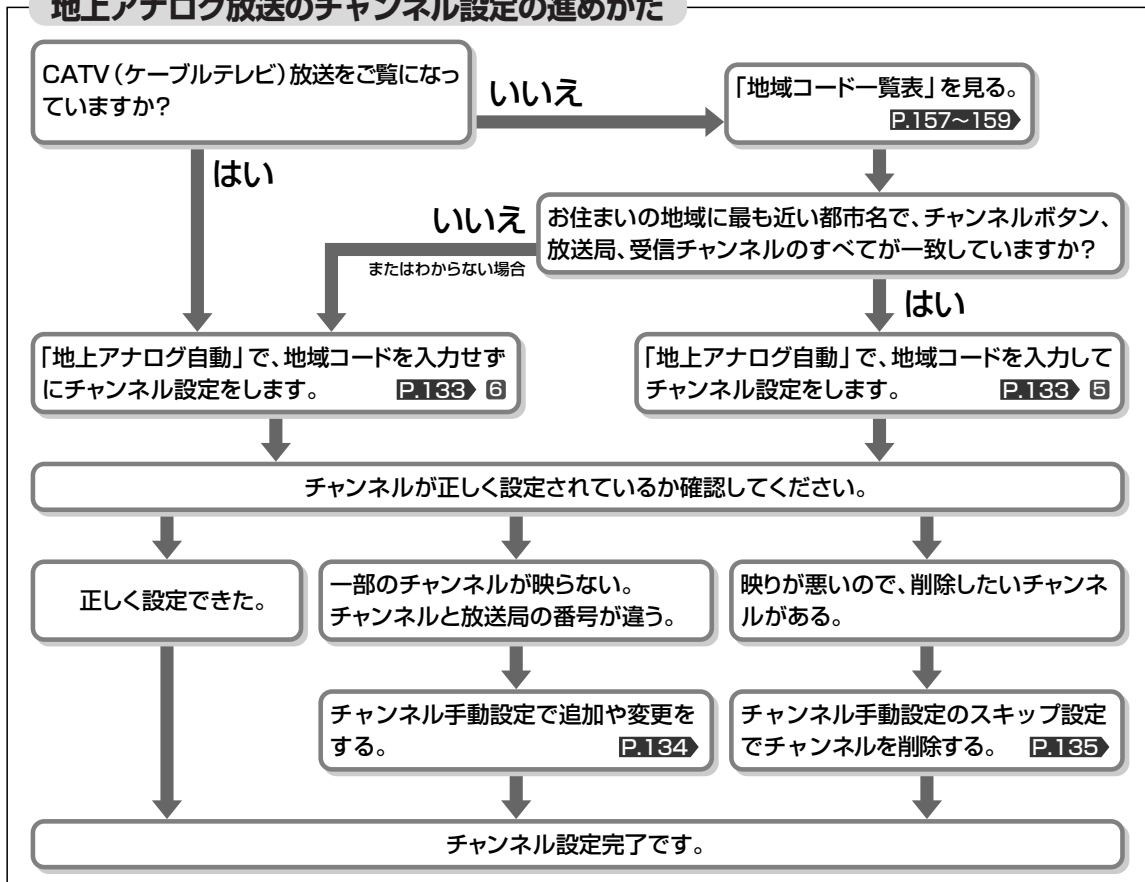 地上アナログ放送のチャンネル設定の進めかた
CATV（ケーブルテレビ）放送をご覧になっ
ていますか？
いいえ
「地域コード一覧表」を見る。
P.157～159
はい
いいえ
またはわからない場合
お住まいの地域に最も近い都市名で、チャンネルボタン、
放送局、受信チャンネルのすべてが一致していますか？
はい
「地上アナログ自動」で、地域コードを入力せず
にチャンネル設定をします。 P.133 6
「地上アナログ自動」で、地域コードを入力して
チャンネル設定をします。 P.133 5
チャンネルが正しく設定されているか確認してください。
正しく設定できた。
一部のチャンネルが映らない。
チャンネルと放送局の番号が違う。
映りが悪いので、削除したいチャンネ
ルがある。
チャンネル手動設定で追加や変更を
する。 P.134
チャンネル手動設定のスキップ設定
でチャンネルを削除する。 P.135
チャンネル設定完了です。